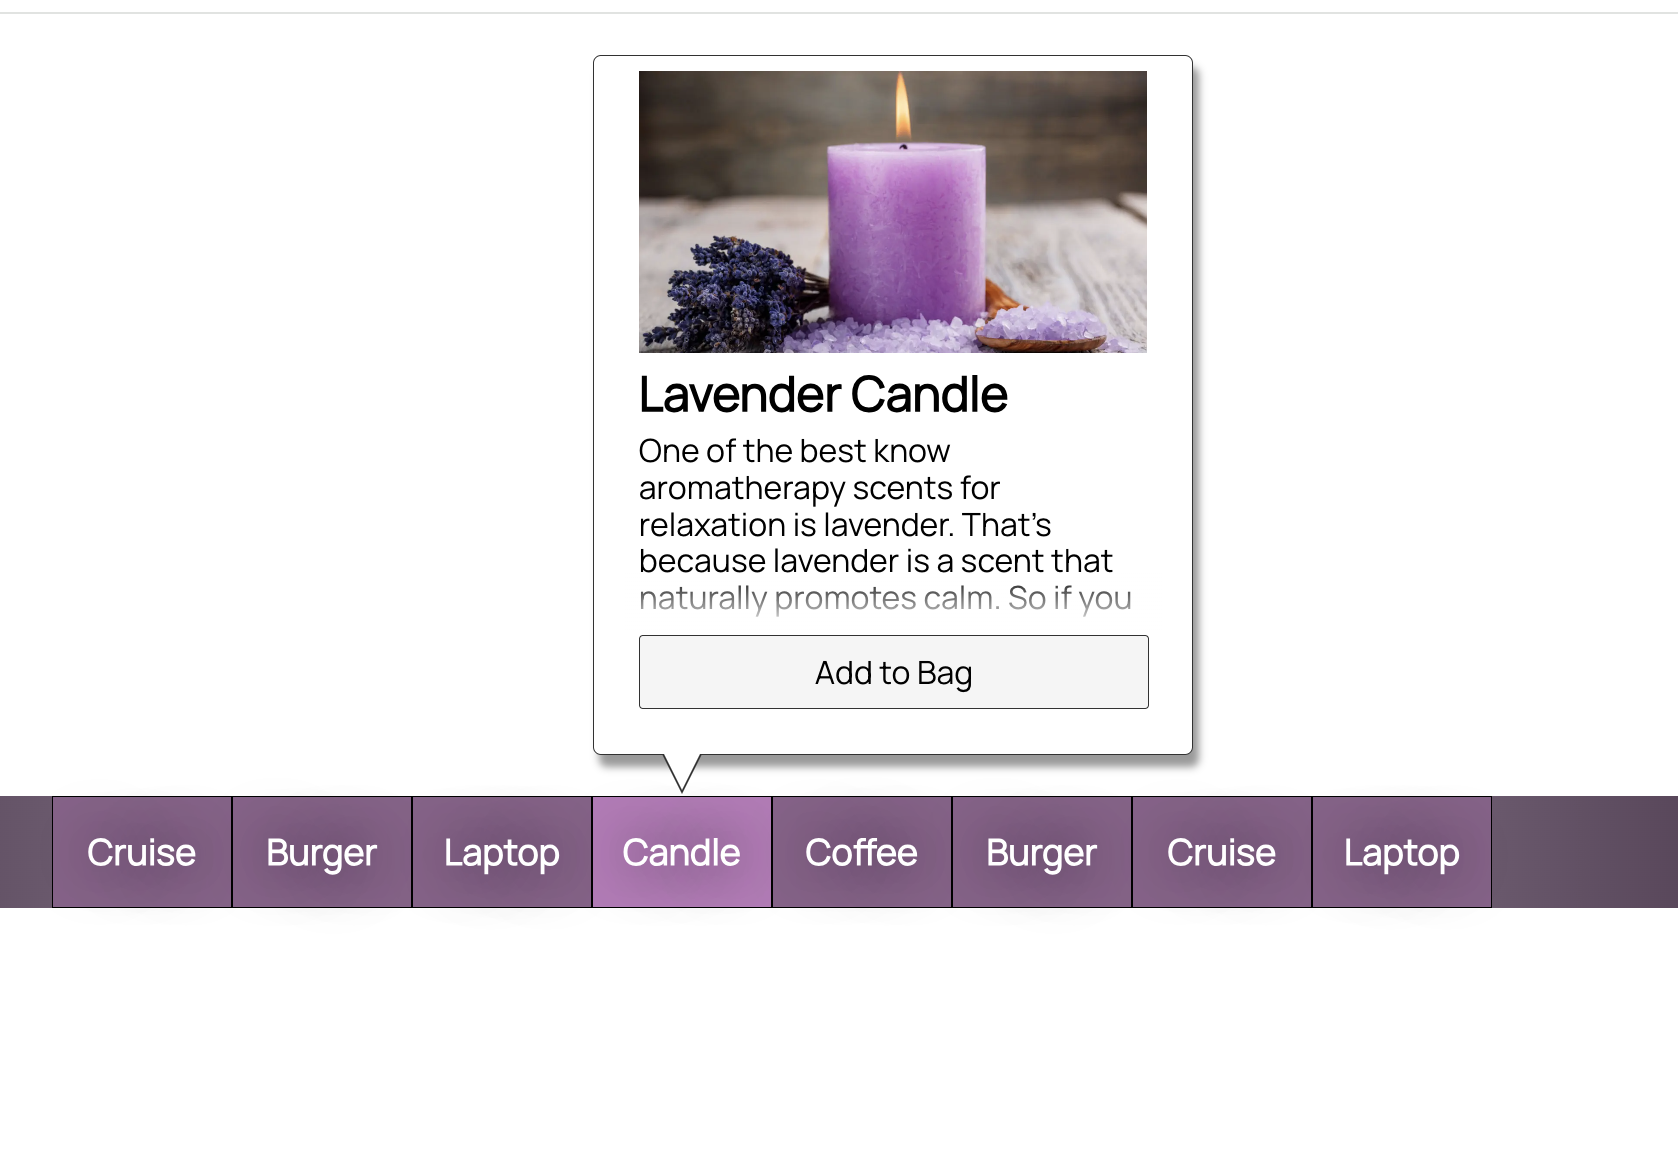 Lavender Candle
One of the best know
aromatherapy scents for
relaxation is lavender. That’s
because lavender is a scent that
naturally promotes calm. So if you
Add to Bag
Cruise
Burger
Laptop
Candle
Coffee
Burger
Cruise
Laptop